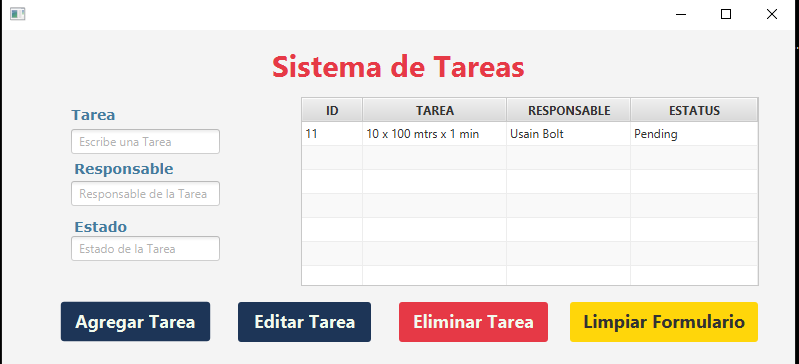 Sistema de Tareas
Tarea
Escribe una Tarea
Responsable
Responsable de la Tarea
Estado
Estado de la Tarea
ID TAREA RESPONSABLE ESTATUS
11 10 x 100 mtrs x 1 min Usain Bolt Pending
Agregar Tarea Editar Tarea Eliminar Tarea Limpiar Formulario